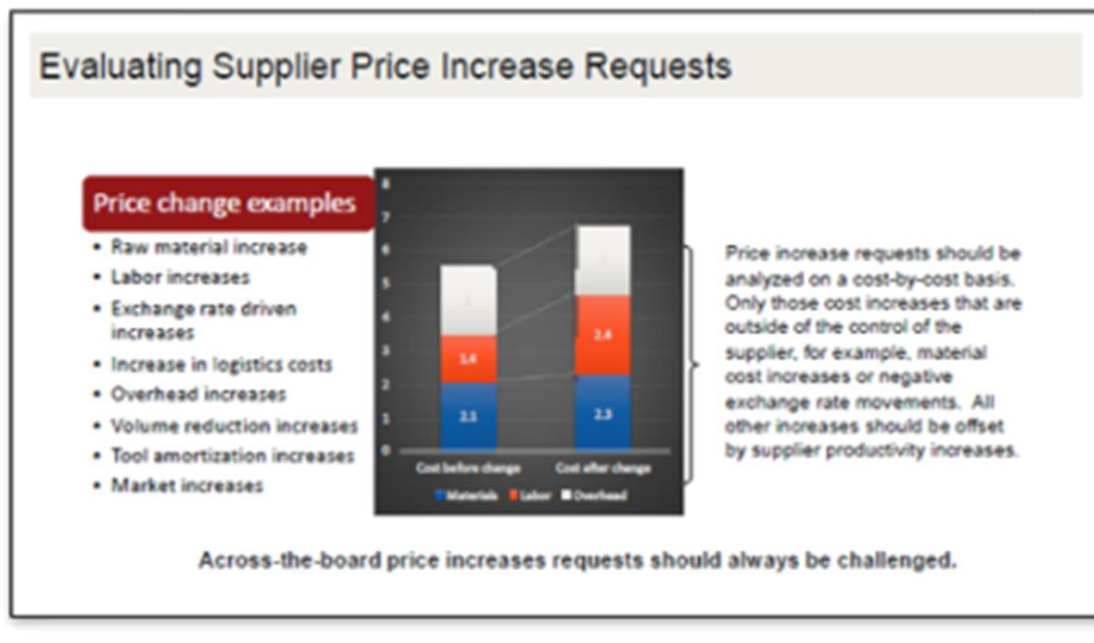 Evaluating Supplier Price Increase Requests
Price change examples
• Raw material increase
• Labor increases
• Exchange rate driven
increases
• Increase in logistics costs
• Overhead increases
• Volume reduction increases
• Tool amortization increases
• Market increases
8
7
6
5
4
3
2
1
0
1.4
2.1
2.4
2.3
Cost before change
Cost after change
Materials
Labor
Overhead
Price increase requests should be
analyzed on a cost-by-cost basis.
Only those cost increases that are
outside of the control of the
supplier, for example, material
cost increases or negative
exchange rate movements. All
other increases should be offset
by supplier productivity increases.
Across-the-board price increases requests should always be challenged.